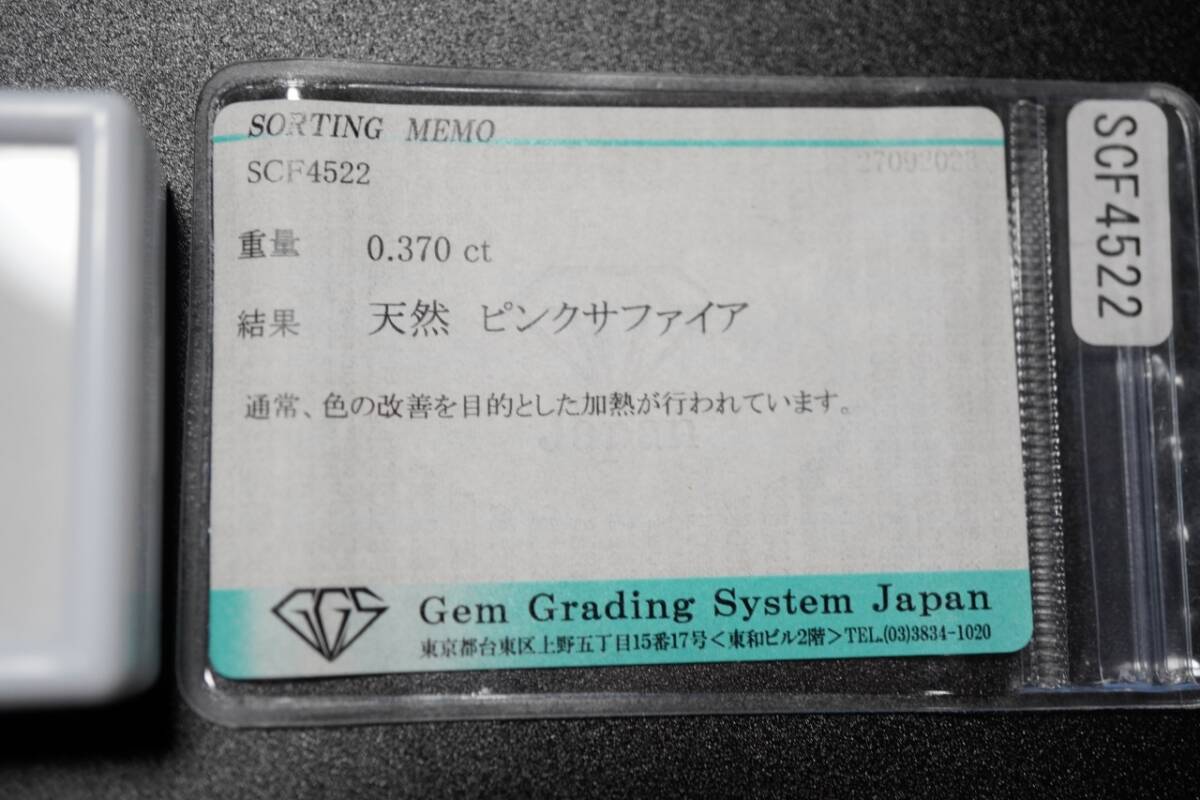 SORTING MEMO
SCF4522
重量 0.370 ct
結果 天然 ピンクサファイア
通常、色の改善を目的とした加熱が行われています。
GGS
Gem Grading System Japan
東京都台東区上野五丁目15番17号＜東和ビル2階＞TEL.(03)3834-1020
SCF4522